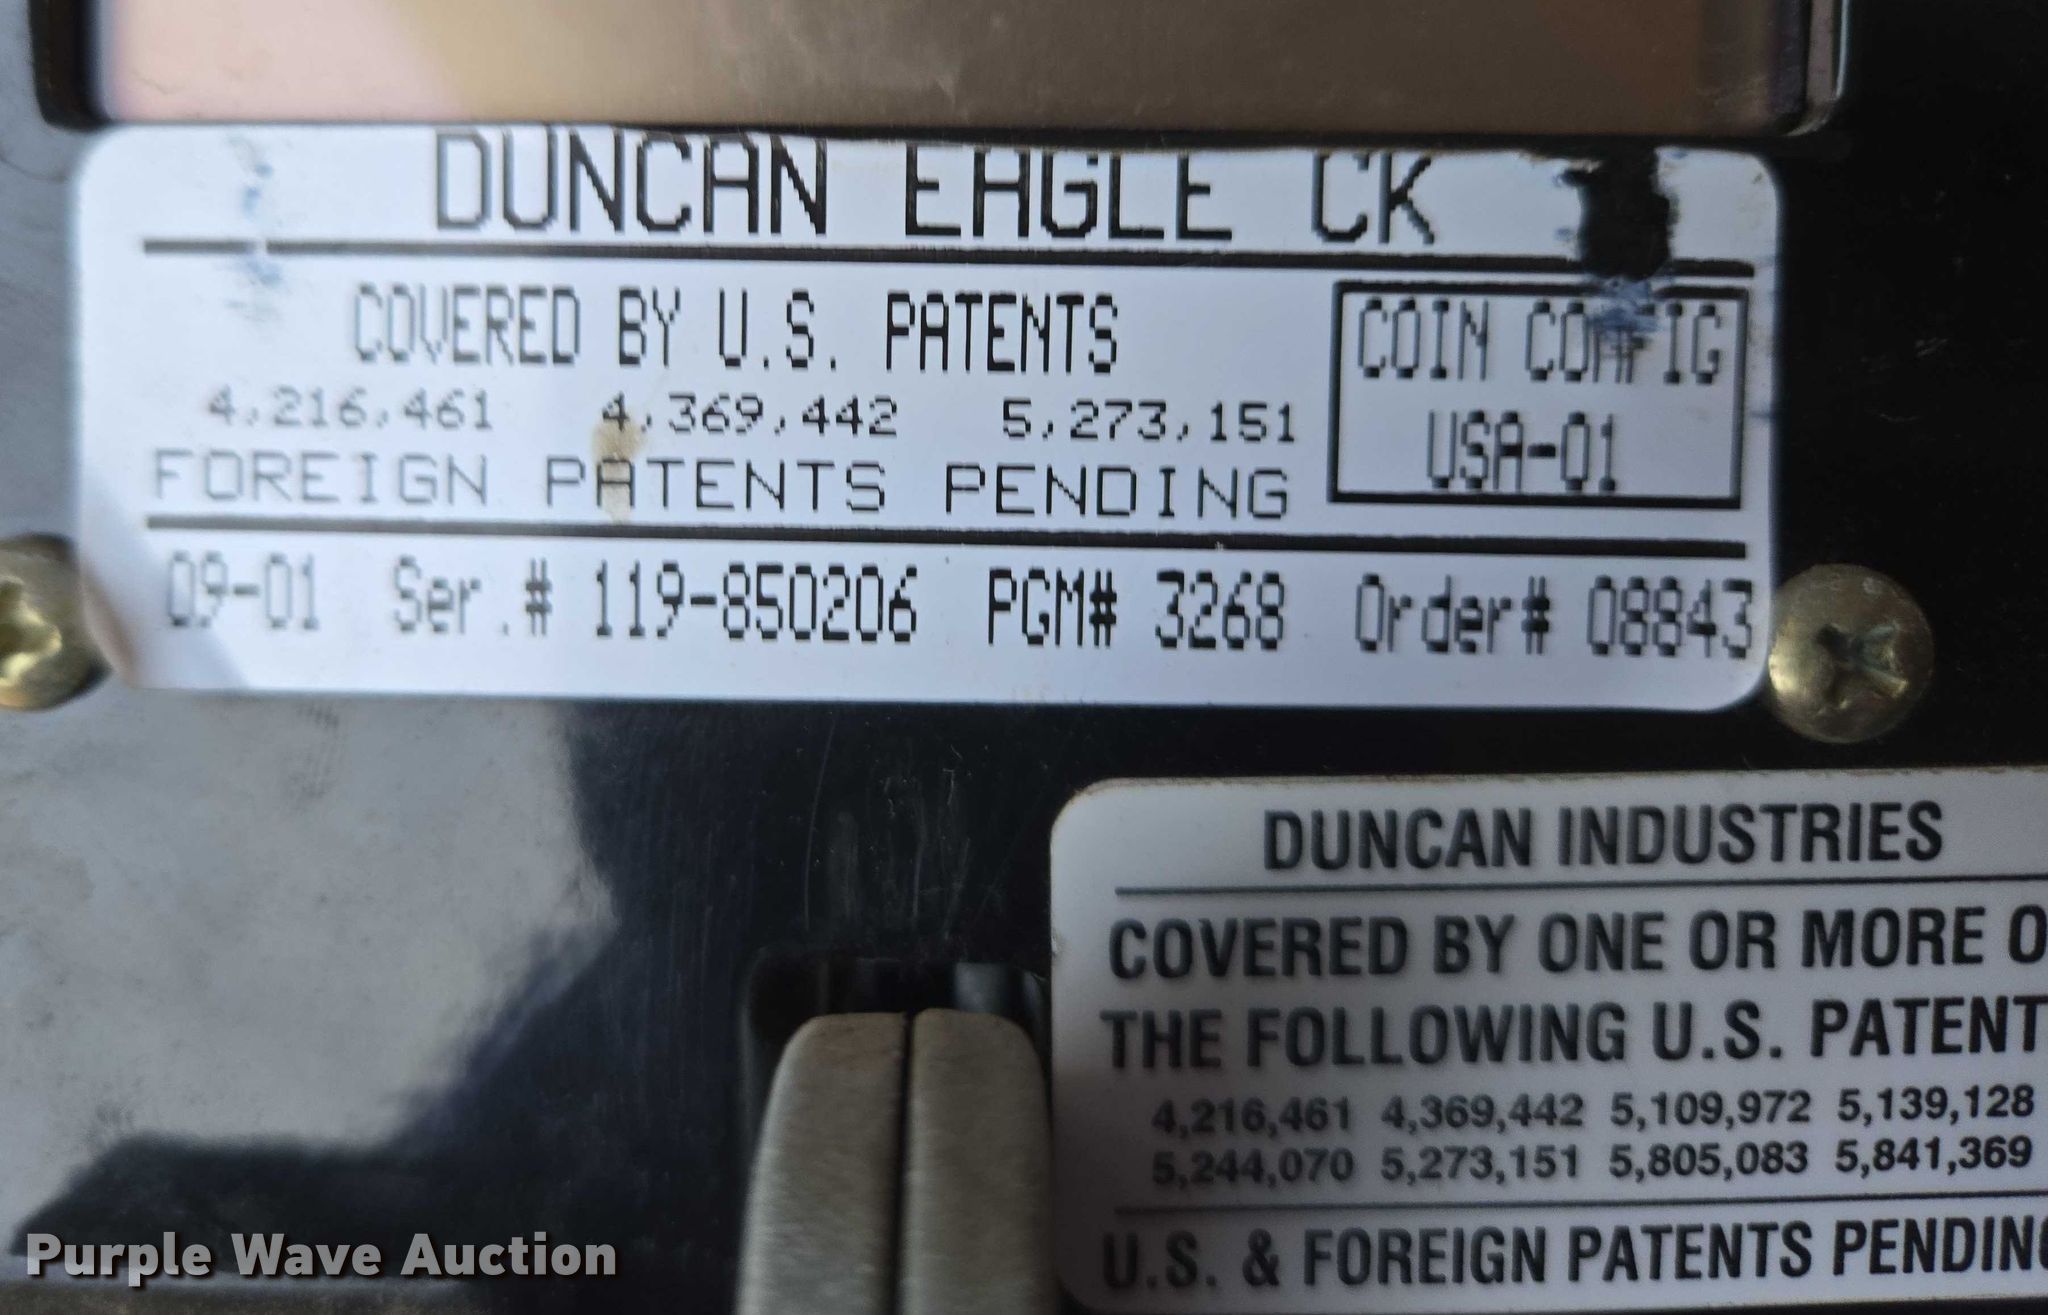 DUNCAN EAGLE CK
COVERED BY U.S. PATENTS
4,216,461 4,369,442 5,273,151
FOREIGN PATENTS PENDING
COIN CONFIG
USA-01
09-01 Ser.# 119-850206 PGM# 3268 Order# 08843
DUNCAN INDUSTRIES
COVERED BY ONE OR MORE O
THE FOLLOWING U.S. PATENT
4,216,461 4,369,442 5,109,972 5,139,128
5,244,070 5,273,151 5,805,083 5,841,369
U.S. & FOREIGN PATENTS PENDING
Purple Wave Auction